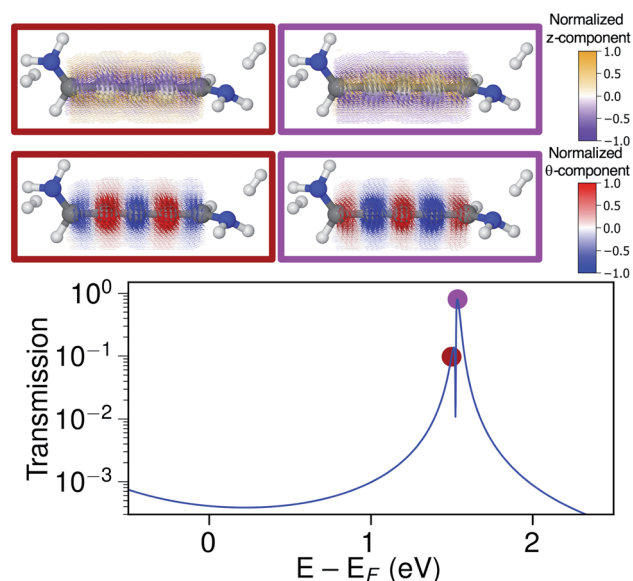 Normalized
z-component
1.0
0.5
0.0
−0.5
−1.0
Normalized
θ-component
1.0
0.5
0.0
−0.5
−1.0
10⁰
10⁻¹
10⁻²
10⁻³
Transmission
0 1 2
E − E_F (eV)